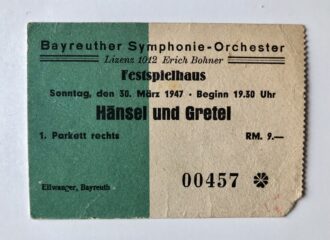 Bayreuther Symphonie-Orchester
Lizenz 1012 Erich Bohner
Festspielhaus
Sonntag, den 30. März 1947 · Beginn 19.30 Uhr
Hänsel und Gretel
1. Parkett rechts RM. 9.—
Ellwanger, Bayreuth
00457